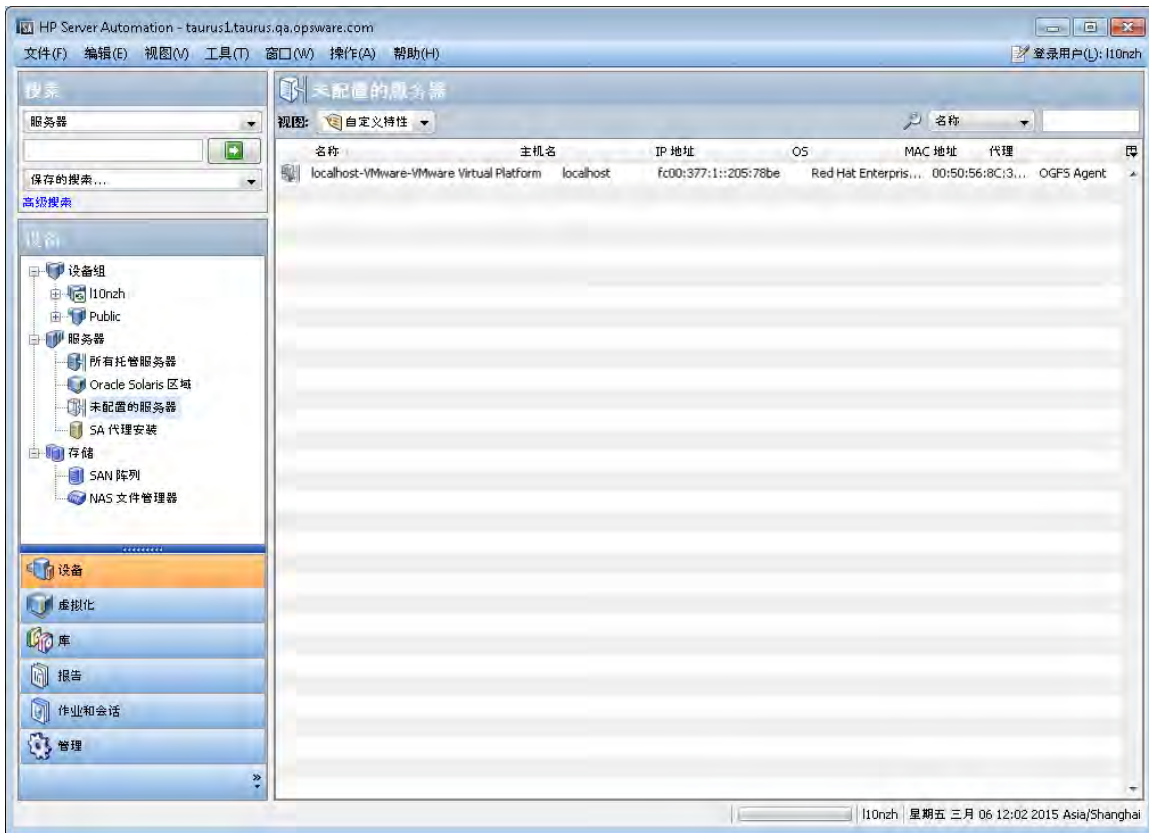 HP Server Automation - taurus1.taurus.qa.opsware.com
文件(F) 编辑(E) 视图(V) 工具(T) 窗口(W) 操作(A) 帮助(H)
登录用户(L): l10nzh
搜索
服务器
保存的搜索...
高级搜索
设备
设备组
l10nzh
Public
服务器
所有托管服务器
Oracle Solaris 区域
未配置的服务器
SA 代理安装
存储
SAN 阵列
NAS 文件管理器
设备
虚拟化
库
报告
作业和会话
管理
未配置的服务器
视图: 自定义特性
名称
名称 主机名 IP 地址 OS MAC 地址 代理
localhost-VMware-VMware Virtual Platform localhost fc00:377:1::205:78be Red Hat Enterpris... 00:50:56:8C:3... OGFS Agent
l10nzh 星期五 三月 06 12:02 2015 Asia/Shanghai